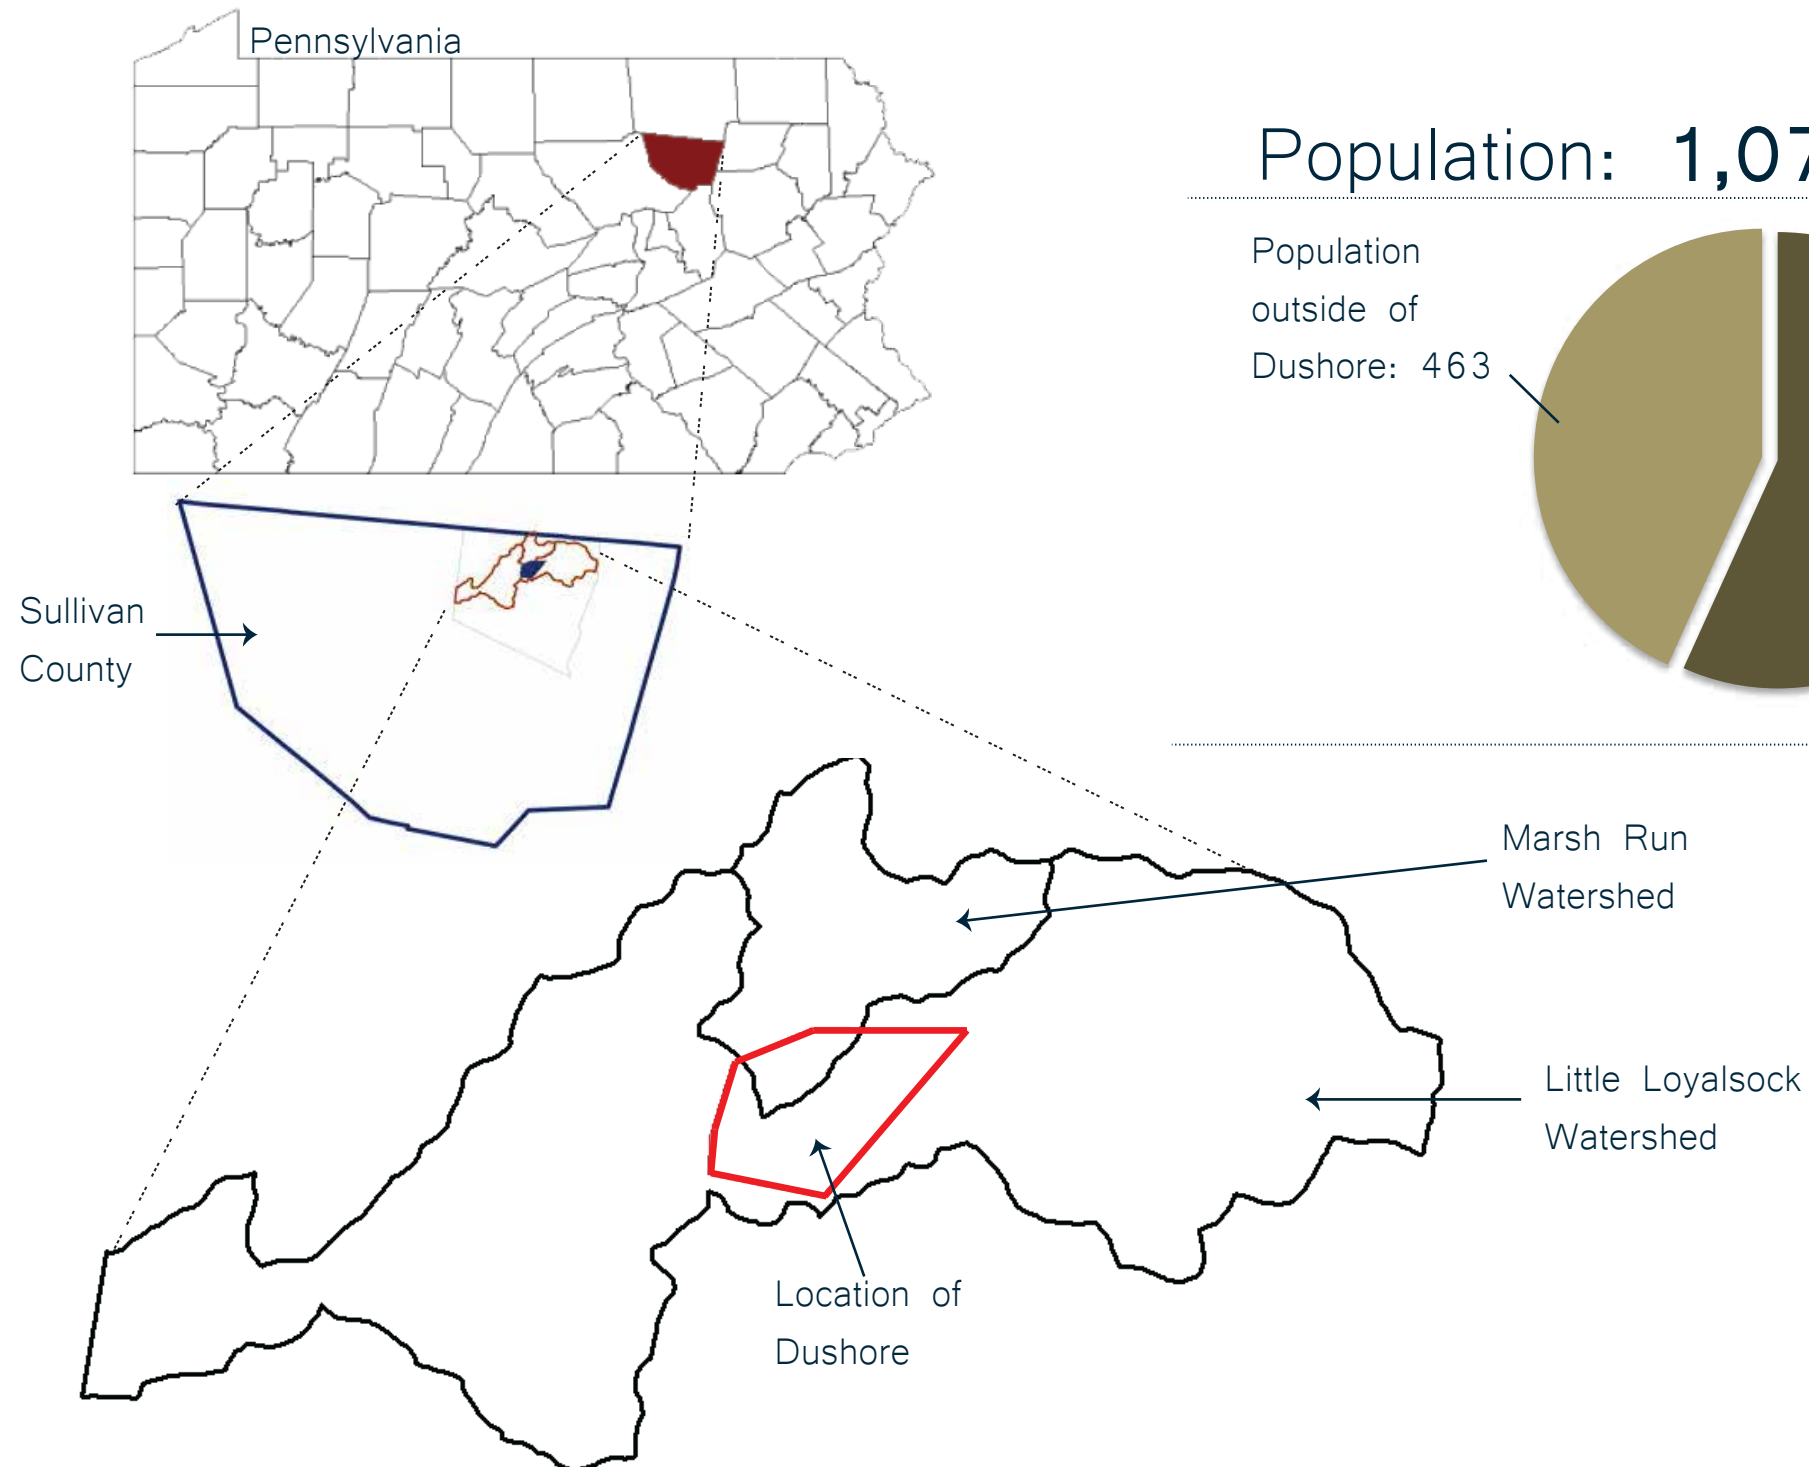 Pennsylvania
Population: 1,07
Population
outside of
Dushore: 463
Sullivan
County
Marsh Run
Watershed
Little Loyalsock
Watershed
Location of
Dushore